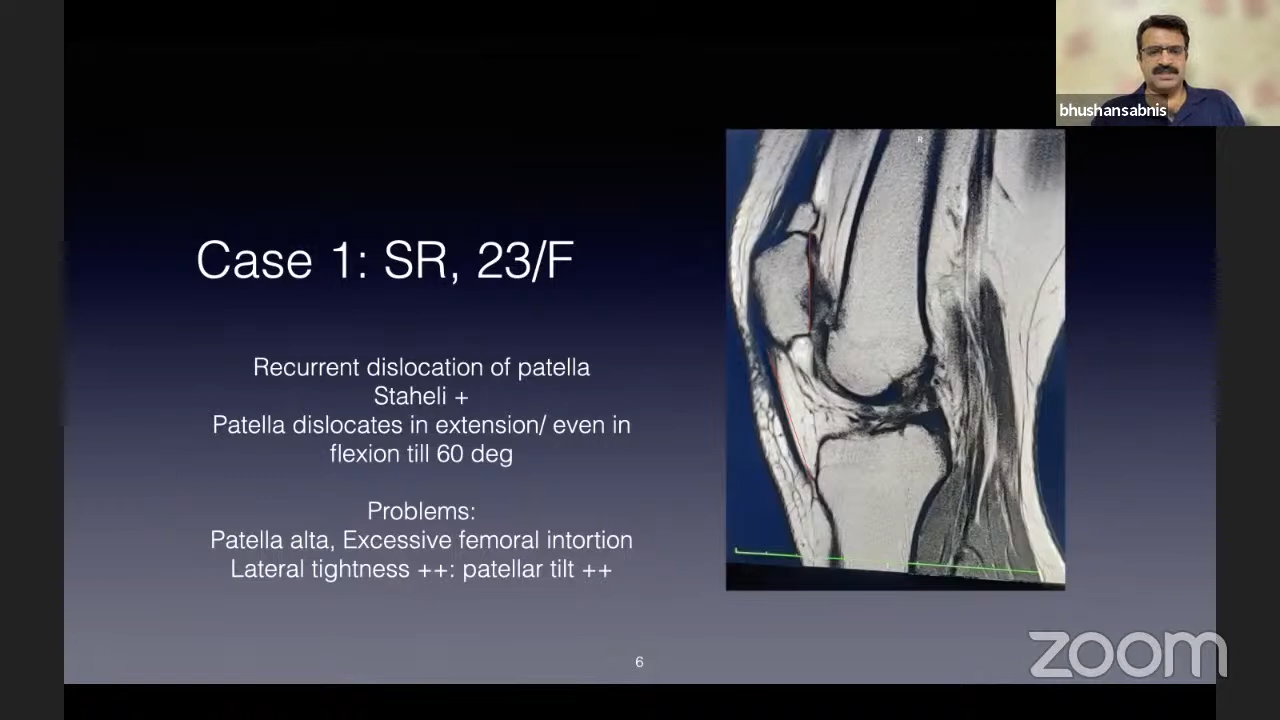 bhushansabnis
R
Case 1: SR, 23/F
Recurrent dislocation of patella
Staheli +
Patella dislocates in extension/ even in
flexion till 60 deg
Problems:
Patella alta, Excessive femoral intortion
Lateral tightness ++: patellar tilt ++
6
zoom